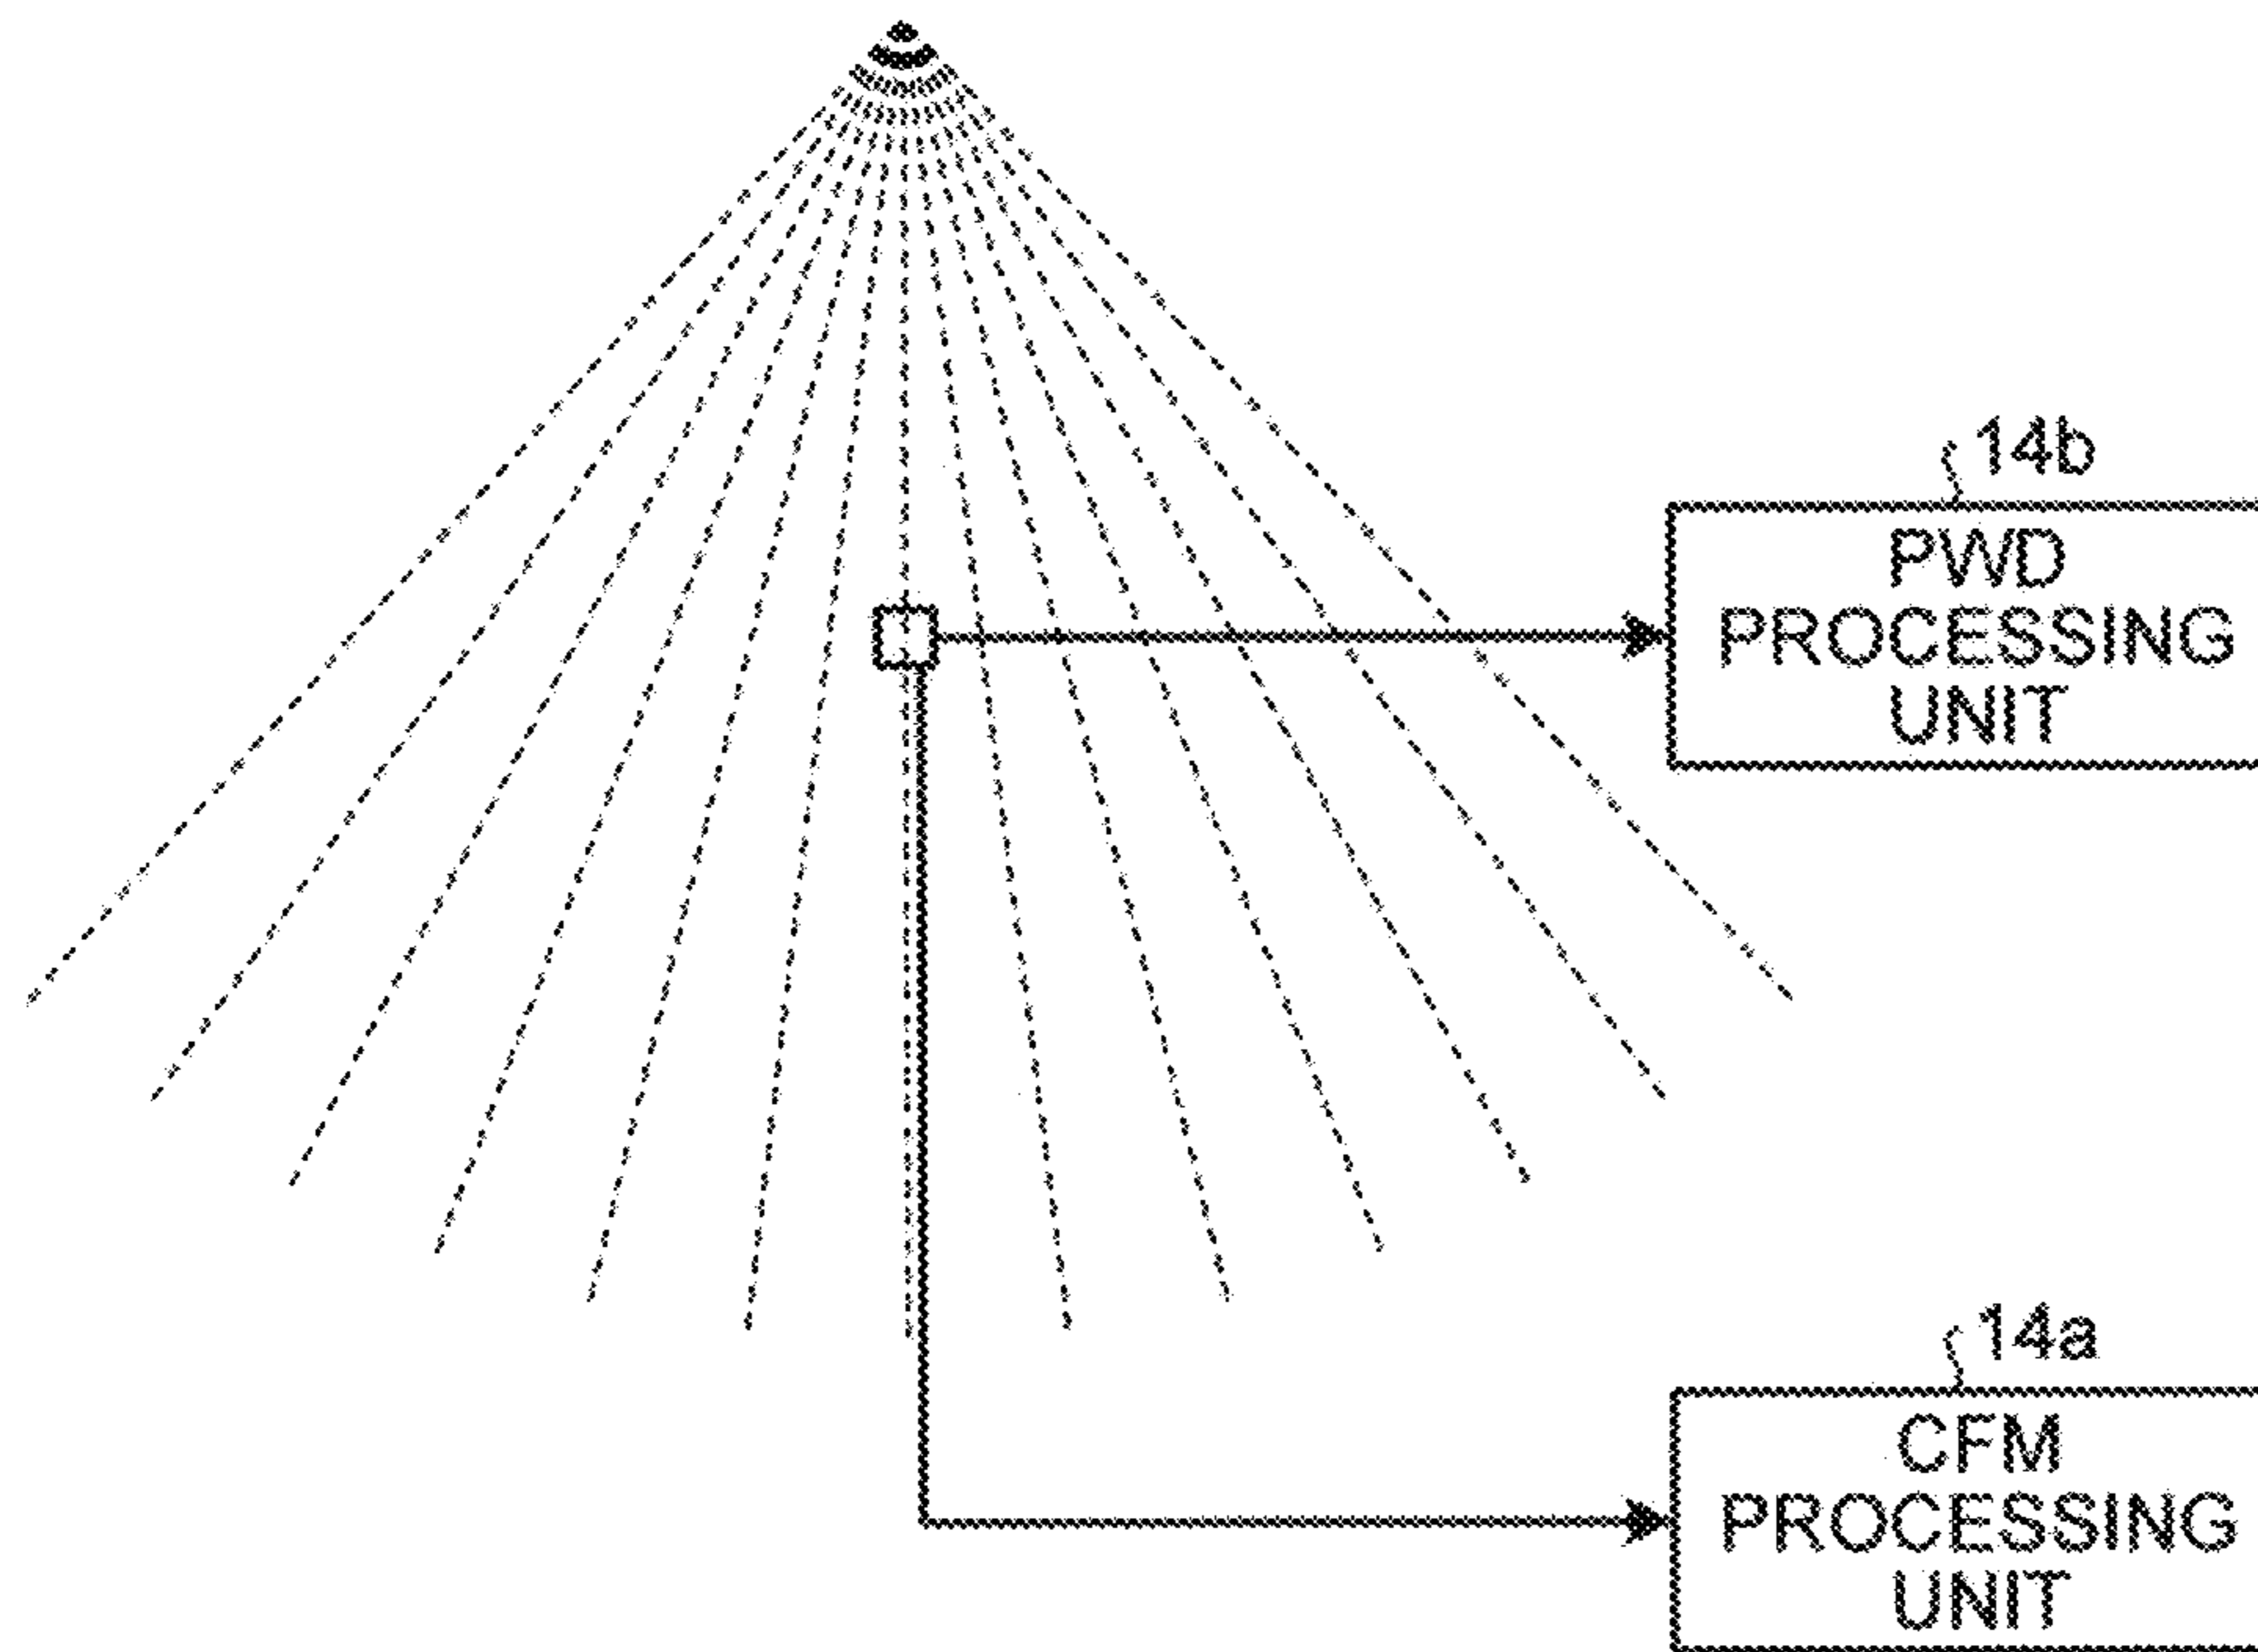 14b
PWD
PROCESSING
UNIT
14a
CFM
PROCESSING
UNIT